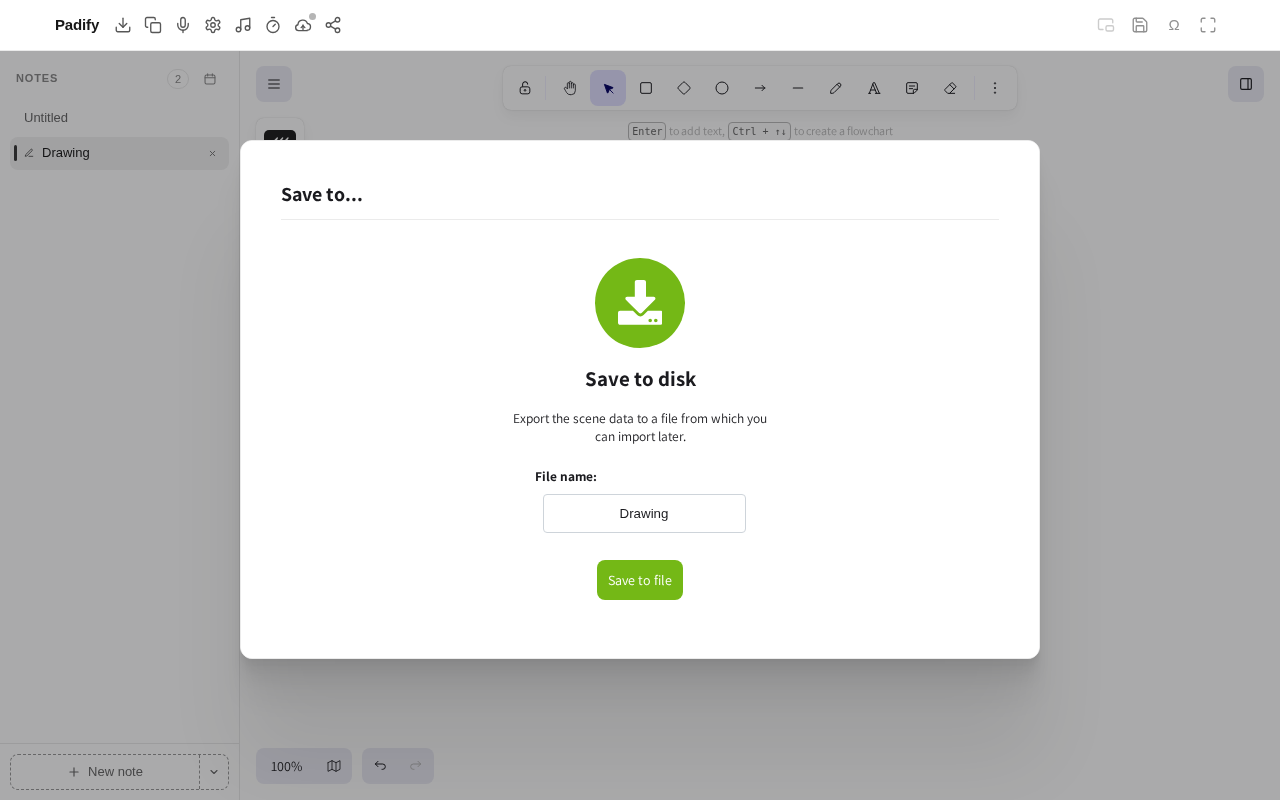 Padify
NOTES
2
Untitled
Drawing
Enter to add text, Ctrl + ↑↓ to create a flowchart
Save to...
Save to disk
Export the scene data to a file from which you
can import later.
File name:
Drawing
Save to file
100%
New note